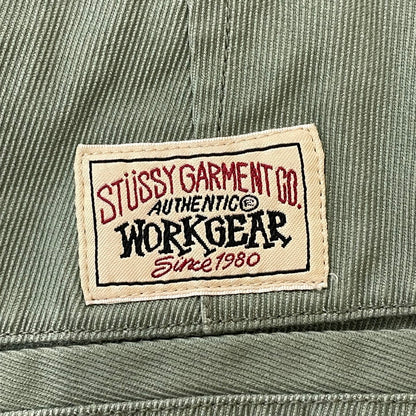 STÜSSY GARMENT CO.
AUTHENTIC ®
WORKGEAR
Since 1980